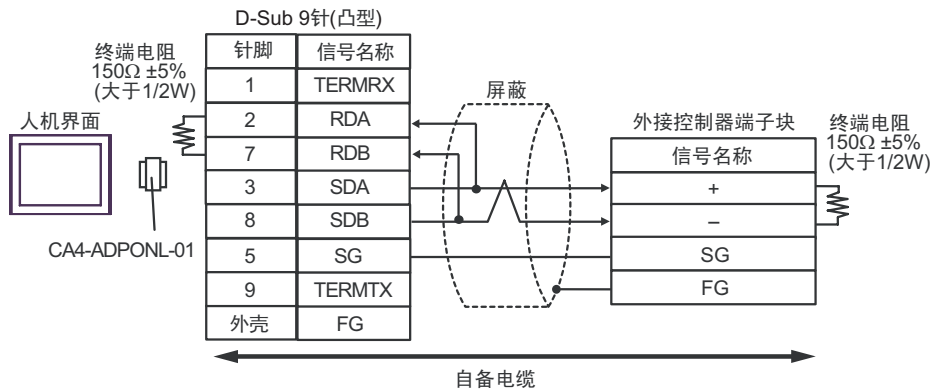 D-Sub 9针(凸型)
终端电阻
150Ω ±5%
(大于1/2W)
针脚 信号名称
1 TERMRX
2 RDA
7 RDB
3 SDA
8 SDB
5 SG
9 TERMTX
外壳 FG
人机界面
CA4-ADPONL-01
屏蔽
外接控制器端子块
信号名称
+
–
SG
FG
终端电阻
150Ω ±5%
(大于1/2W)
自备电缆